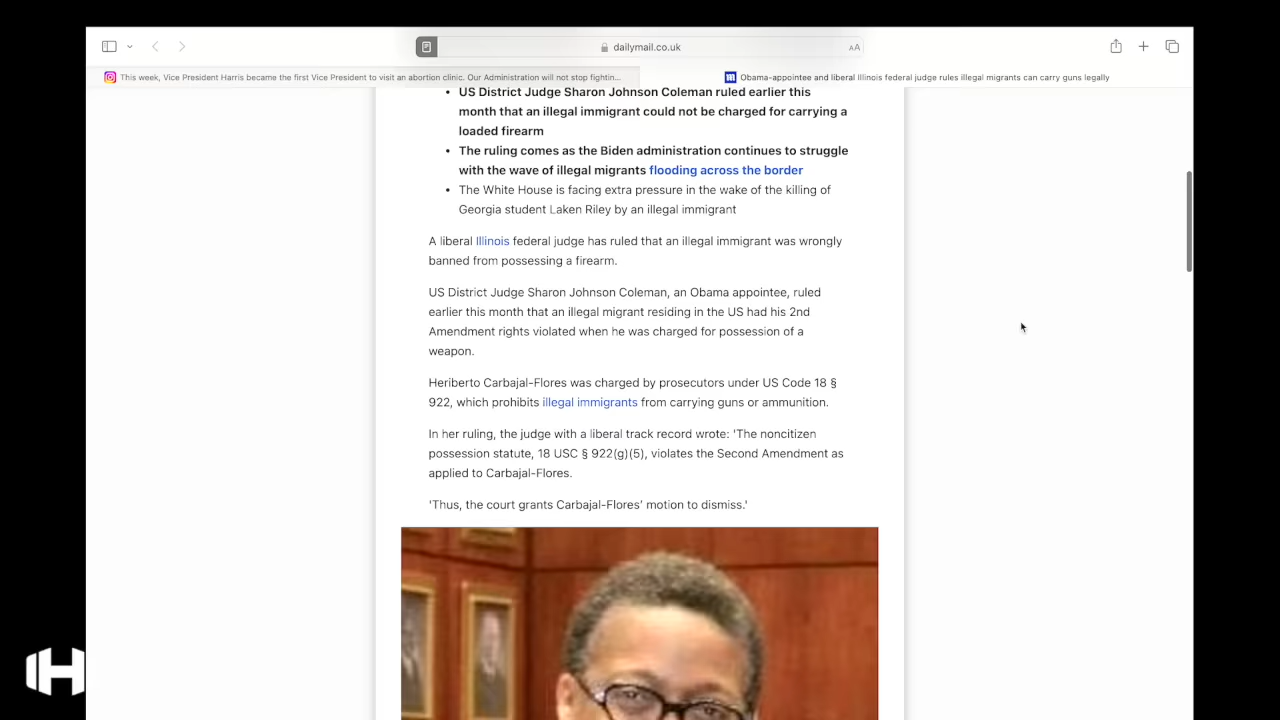 dailymail.co.uk
AA
This week, Vice President Harris became the first Vice President to visit an abortion clinic. Our Administration will not stop fightin...
Obama-appointee and liberal Illinois federal judge rules illegal migrants can carry guns legally
• US District Judge Sharon Johnson Coleman ruled earlier this
month that an illegal immigrant could not be charged for carrying a
loaded firearm
• The ruling comes as the Biden administration continues to struggle
with the wave of illegal migrants flooding across the border
• The White House is facing extra pressure in the wake of the killing of
Georgia student Laken Riley by an illegal immigrant
A liberal Illinois federal judge has ruled that an illegal immigrant was wrongly
banned from possessing a firearm.
US District Judge Sharon Johnson Coleman, an Obama appointee, ruled
earlier this month that an illegal migrant residing in the US had his 2nd
Amendment rights violated when he was charged for possession of a
weapon.
Heriberto Carbajal-Flores was charged by prosecutors under US Code 18 §
922, which prohibits illegal immigrants from carrying guns or ammunition.
In her ruling, the judge with a liberal track record wrote: 'The noncitizen
possession statute, 18 USC § 922(g)(5), violates the Second Amendment as
applied to Carbajal-Flores.
'Thus, the court grants Carbajal-Flores' motion to dismiss.'
H